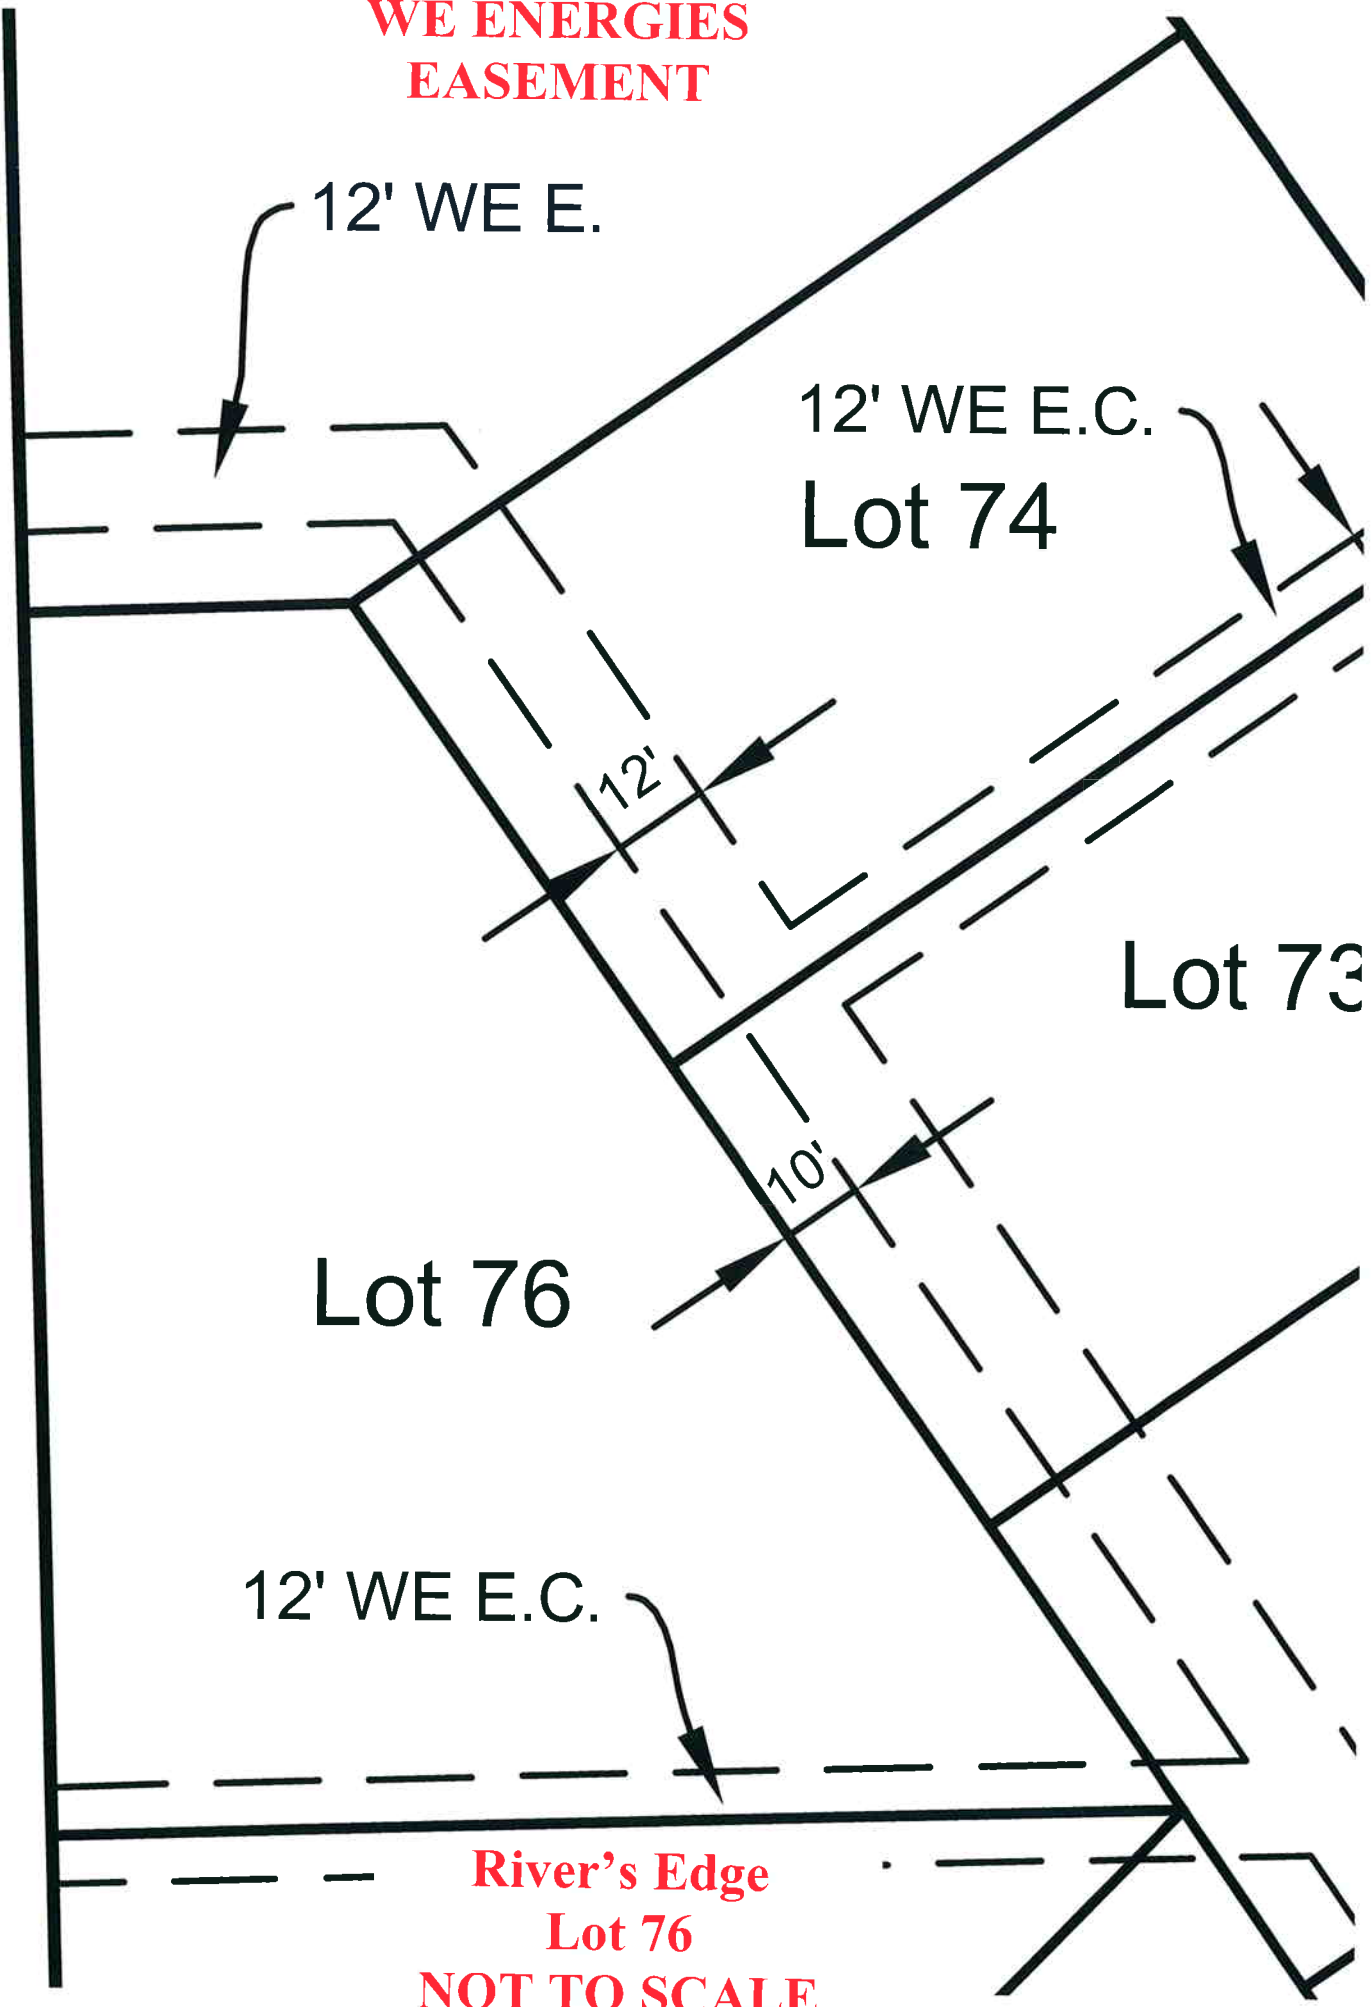 WE ENERGIES
EASEMENT
12' WE E.
12' WE E.C.
Lot 74
12'
Lot 73
10'
Lot 76
12' WE E.C.
River's Edge
Lot 76
NOT TO SCALE